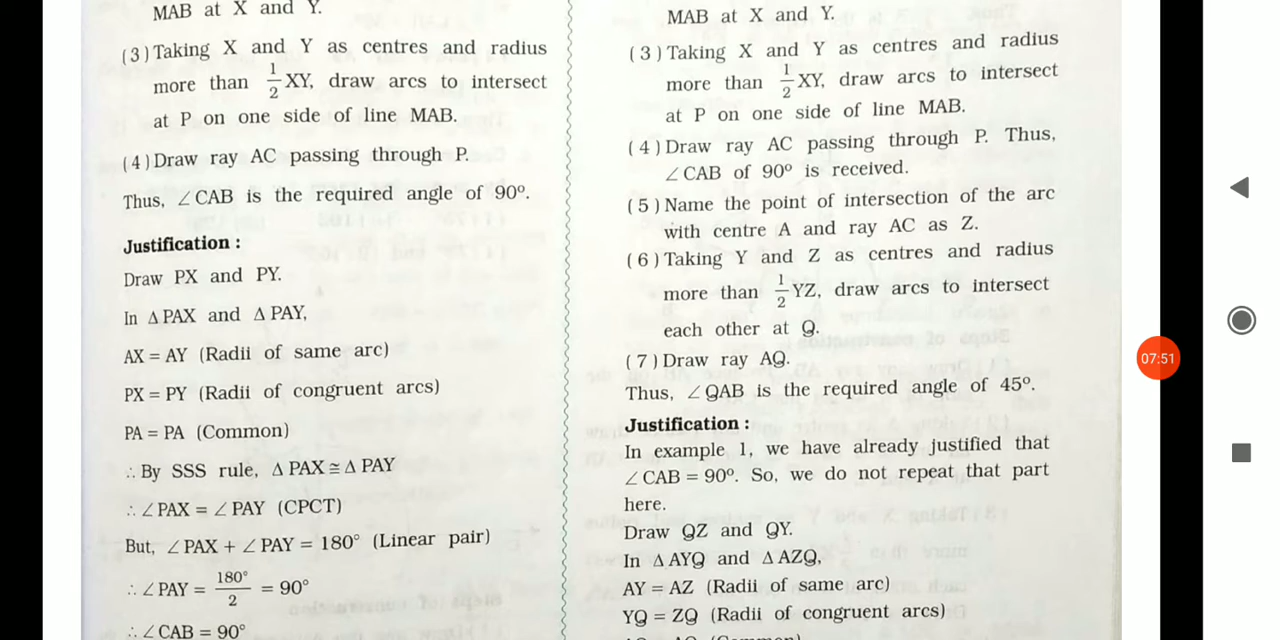 MAB at X and Y.
(3) Taking X and Y as centres and radius
more than 1/2 XY, draw arcs to intersect
at P on one side of line MAB.
(4) Draw ray AC passing through P.
Thus, ∠CAB is the required angle of 90°.
Justification :
Draw PX and PY.
In Δ PAX and Δ PAY,
AX = AY (Radii of same arc)
PX = PY (Radii of congruent arcs)
PA = PA (Common)
∴ By SSS rule, Δ PAX ≅ Δ PAY
∴ ∠PAX = ∠PAY (CPCT)
But, ∠PAX + ∠PAY = 180° (Linear pair)
∴ ∠PAY = 180°/2 = 90°
∴ ∠CAB = 90°
MAB at X and Y.
(3) Taking X and Y as centres and radius
more than 1/2 XY, draw arcs to intersect
at P on one side of line MAB.
(4) Draw ray AC passing through P. Thus,
∠CAB of 90° is received.
(5) Name the point of intersection of the arc
with centre A and ray AC as Z.
(6) Taking Y and Z as centres and radius
more than 1/2 YZ, draw arcs to intersect
each other at Q.
(7) Draw ray AQ.
Thus, ∠QAB is the required angle of 45°.
Justification :
In example 1, we have already justified that
∠CAB = 90°. So, we do not repeat that part
here.
Draw QZ and QY.
In Δ AYQ and Δ AZQ,
AY = AZ (Radii of same arc)
YQ = ZQ (Radii of congruent arcs)
07:51